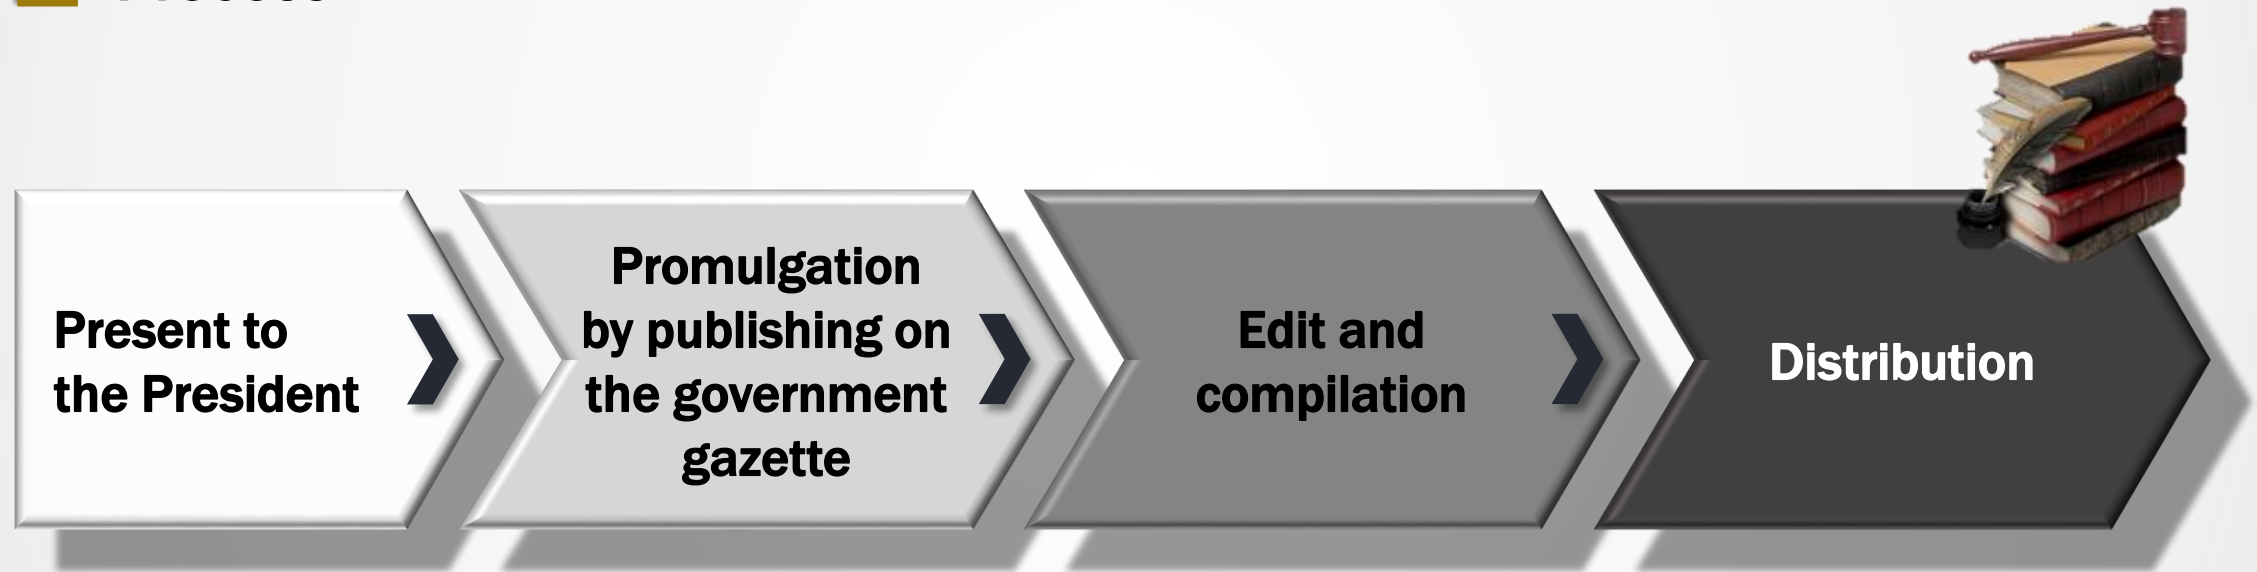 Present to
the President
Promulgation
by publishing on
the government
gazette
Edit and
compilation
Distribution